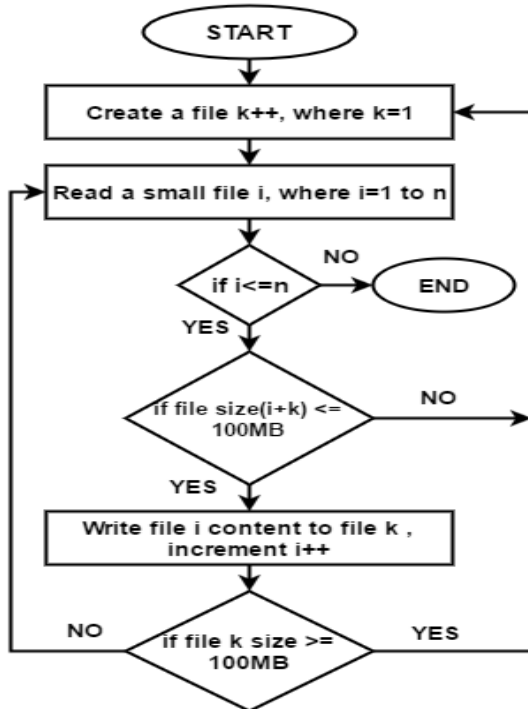 START
Create a file k++, where k=1
Read a small file i, where i=1 to n
if i<=n
NO
END
YES
if file size(i+k) <=
100MB
NO
YES
Write file i content to file k ,
increment i++
if file k size >=
100MB
NO
YES